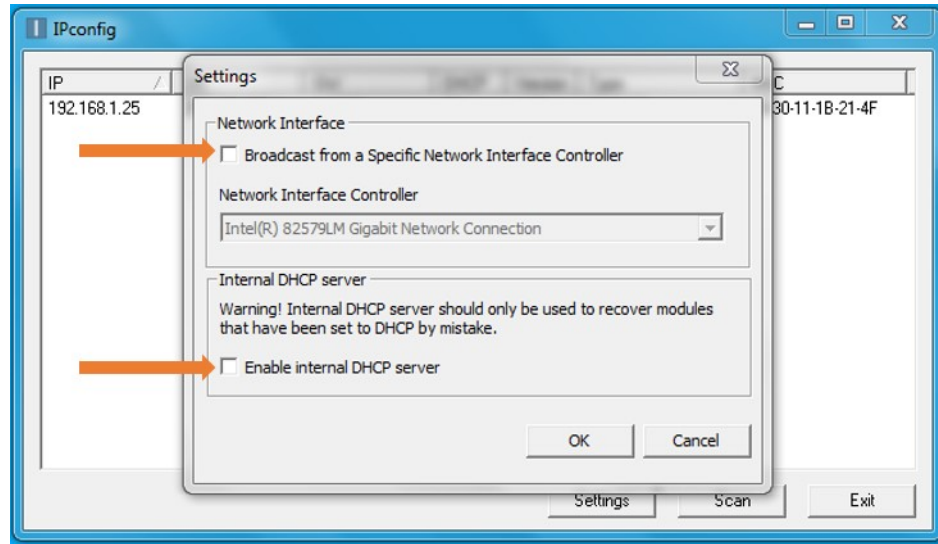 IPconfig
IP
C
192.168.1.25
30-11-1B-21-4F
Settings
Network Interface
Broadcast from a Specific Network Interface Controller
Network Interface Controller
Intel(R) 82579LM Gigabit Network Connection
Internal DHCP server
Warning! Internal DHCP server should only be used to recover modules
that have been set to DHCP by mistake.
Enable internal DHCP server
OK Cancel
Settings Scan Exit